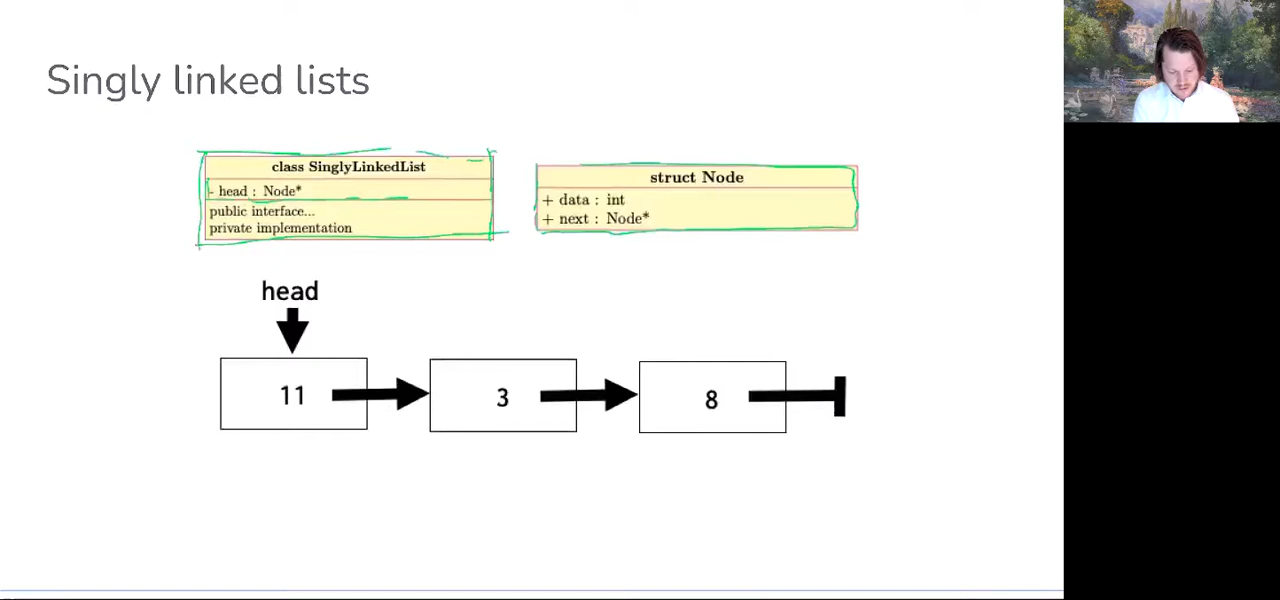 Singly linked lists
class SinglyLinkedList
- head : Node*
public interface...
private implementation
struct Node
+ data : int
+ next : Node*
head
11
3
8